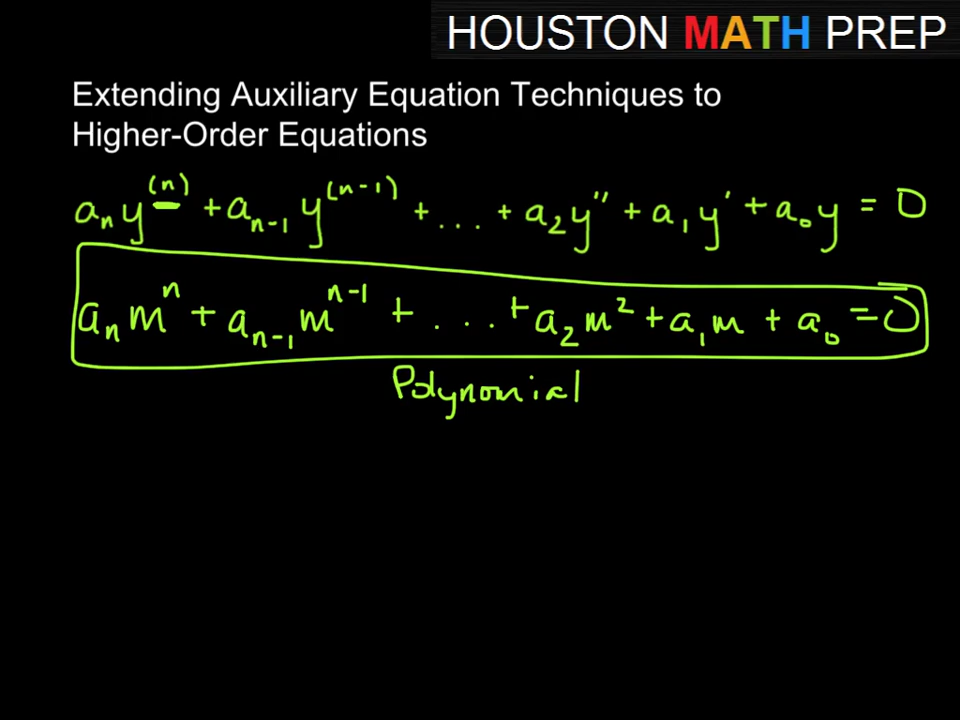 HOUSTON MATH PREP
Extending Auxiliary Equation Techniques to
Higher-Order Equations
aₙy⁽ⁿ⁾ + aₙ₋₁y⁽ⁿ⁻¹⁾ + ... + a₂y'' + a₁y' + a₀y = 0
aₙmⁿ + aₙ₋₁mⁿ⁻¹ + ... + a₂m² + a₁m + a₀ = 0
Polynomial